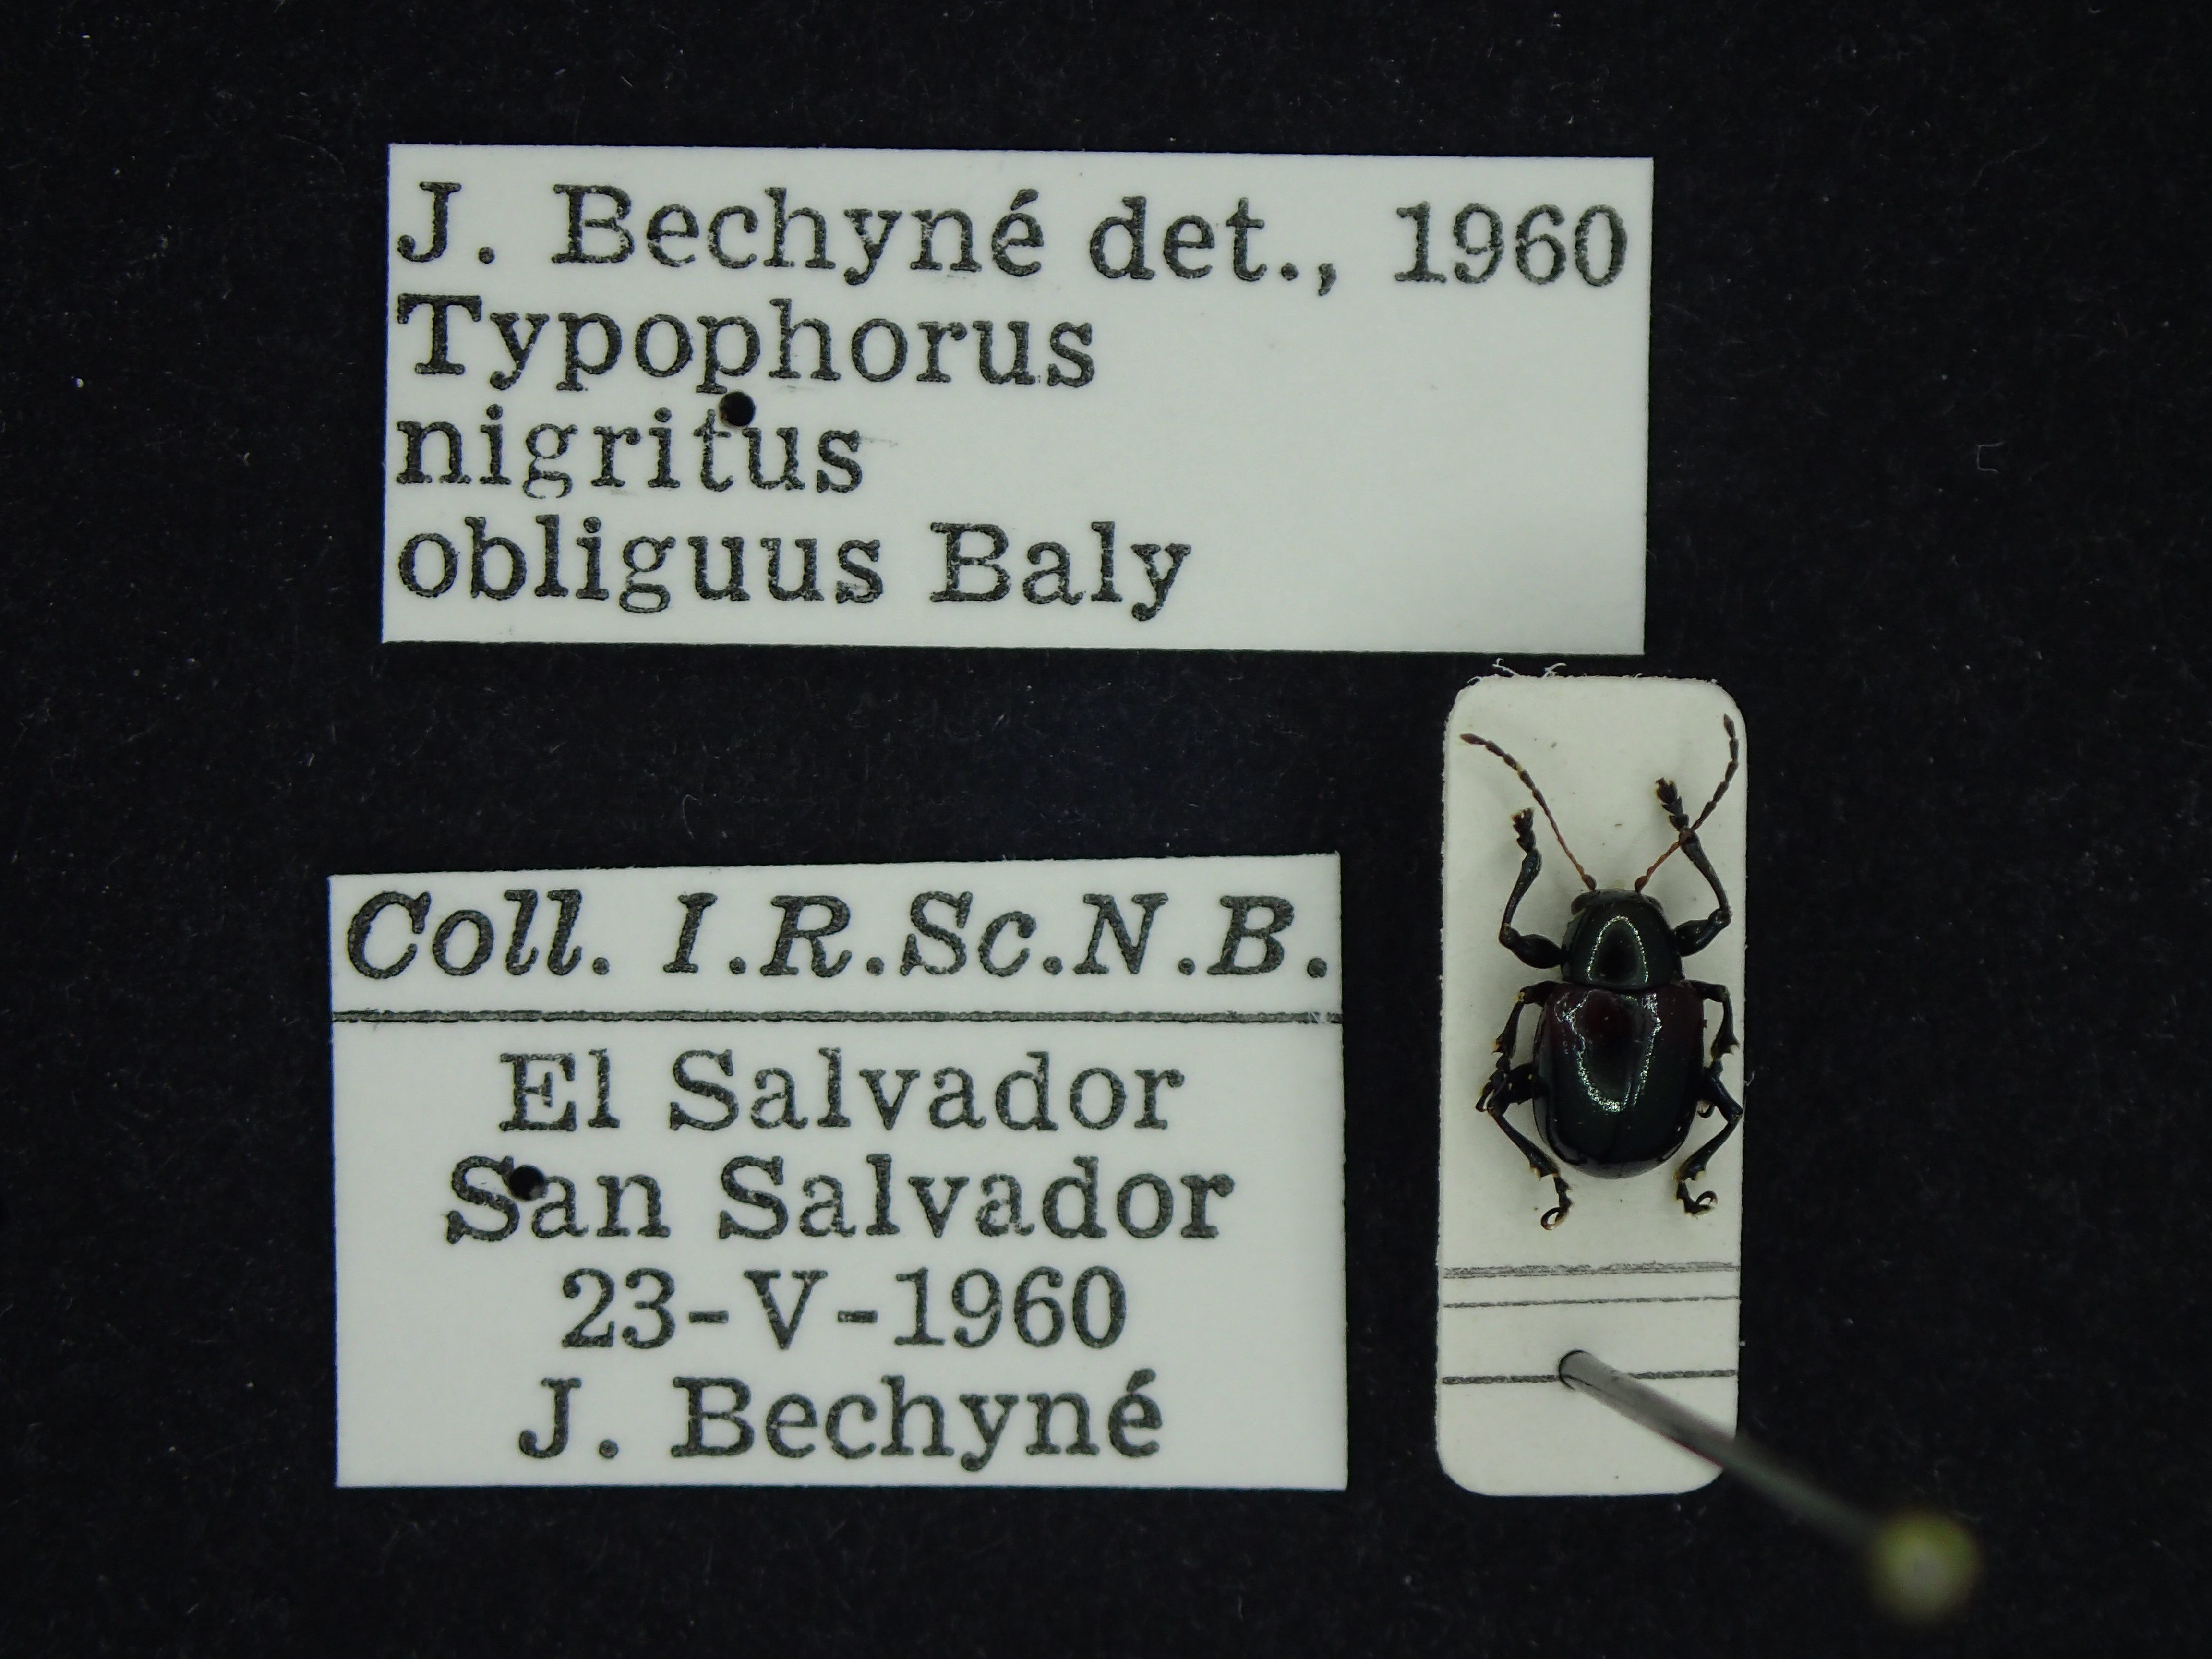 J. Bechyné det., 1960
Typophorus
nigritus
obliguus Baly
Coll. I.R.Sc.N.B.
El Salvador
San Salvador
23-V-1960
J. Bechyné